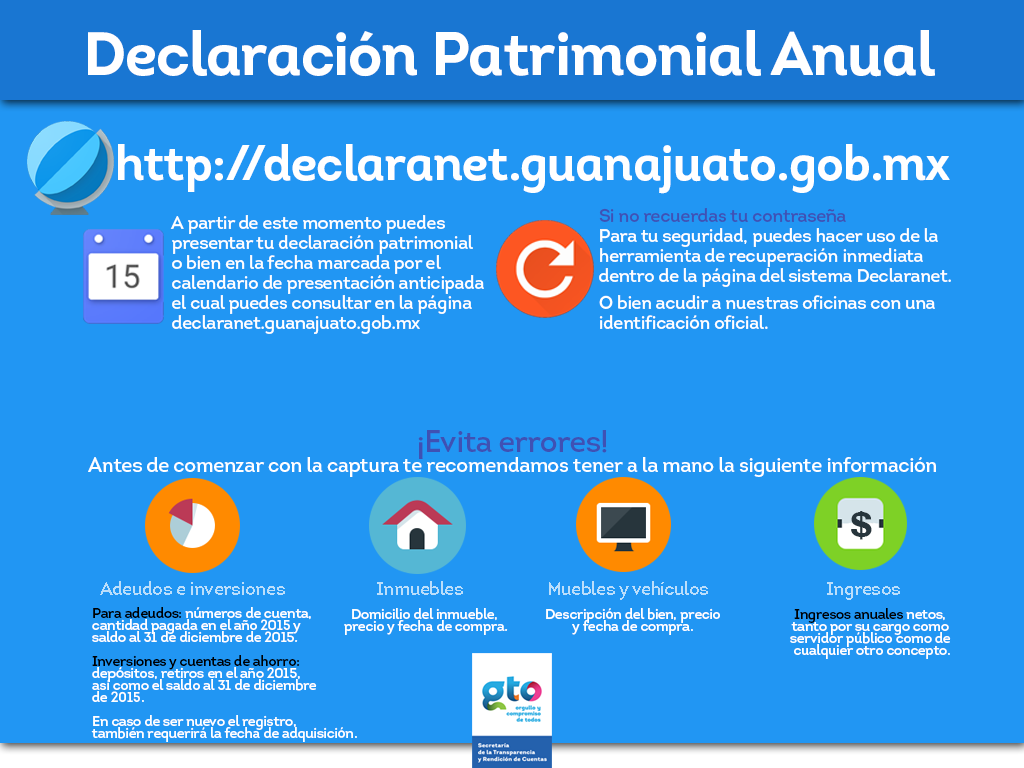 Declaración Patrimonial Anual
http://declaranet.guanajuato.gob.mx
A partir de este momento puedes
presentar tu declaración patrimonial
o bien en la fecha marcada por el
calendario de presentación anticipada
el cual puedes consultar en la página
declaranet.guanajuato.gob.mx
15
Si no recuerdas tu contraseña
Para tu seguridad, puedes hacer uso de la
herramienta de recuperación inmediata
dentro de la página del sistema Declaranet.
O bien acudir a nuestras oficinas con una
identificación oficial.
¡Evita errores!
Antes de comenzar con la captura te recomendamos tener a la mano la siguiente información
Adeudos e inversiones
Para adeudos: números de cuenta,
cantidad pagada en el año 2015 y
saldo al 31 de diciembre de 2015.
Inversiones y cuentas de ahorro:
depósitos, retiros en el año 2015,
así como el saldo al 31 de diciembre
de 2015.
En caso de ser nuevo el registro,
también requerirá la fecha de adquisición.
Inmuebles
Domicilio del inmueble,
precio y fecha de compra.
Muebles y vehículos
Descripción del bien, precio
y fecha de compra.
$
Ingresos
Ingresos anuales netos,
tanto por su cargo como
servidor público como de
cualquier otro concepto.
gto
orgullo y
compromiso
de todos
Secretaría
de la Transparencia
y Rendición de Cuentas